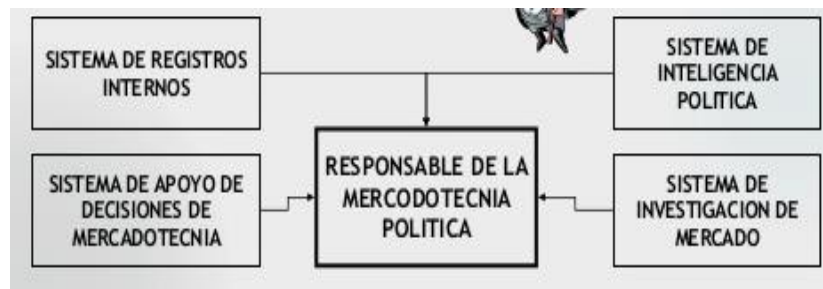 SISTEMA DE REGISTROS
INTERNOS
SISTEMA DE
INTELIGENCIA
POLITICA
RESPONSABLE DE LA
MERCODOTECNIA
POLITICA
SISTEMA DE APOYO DE
DECISIONES DE
MERCADOTECNIA
SISTEMA DE
INVESTIGACION DE
MERCADO